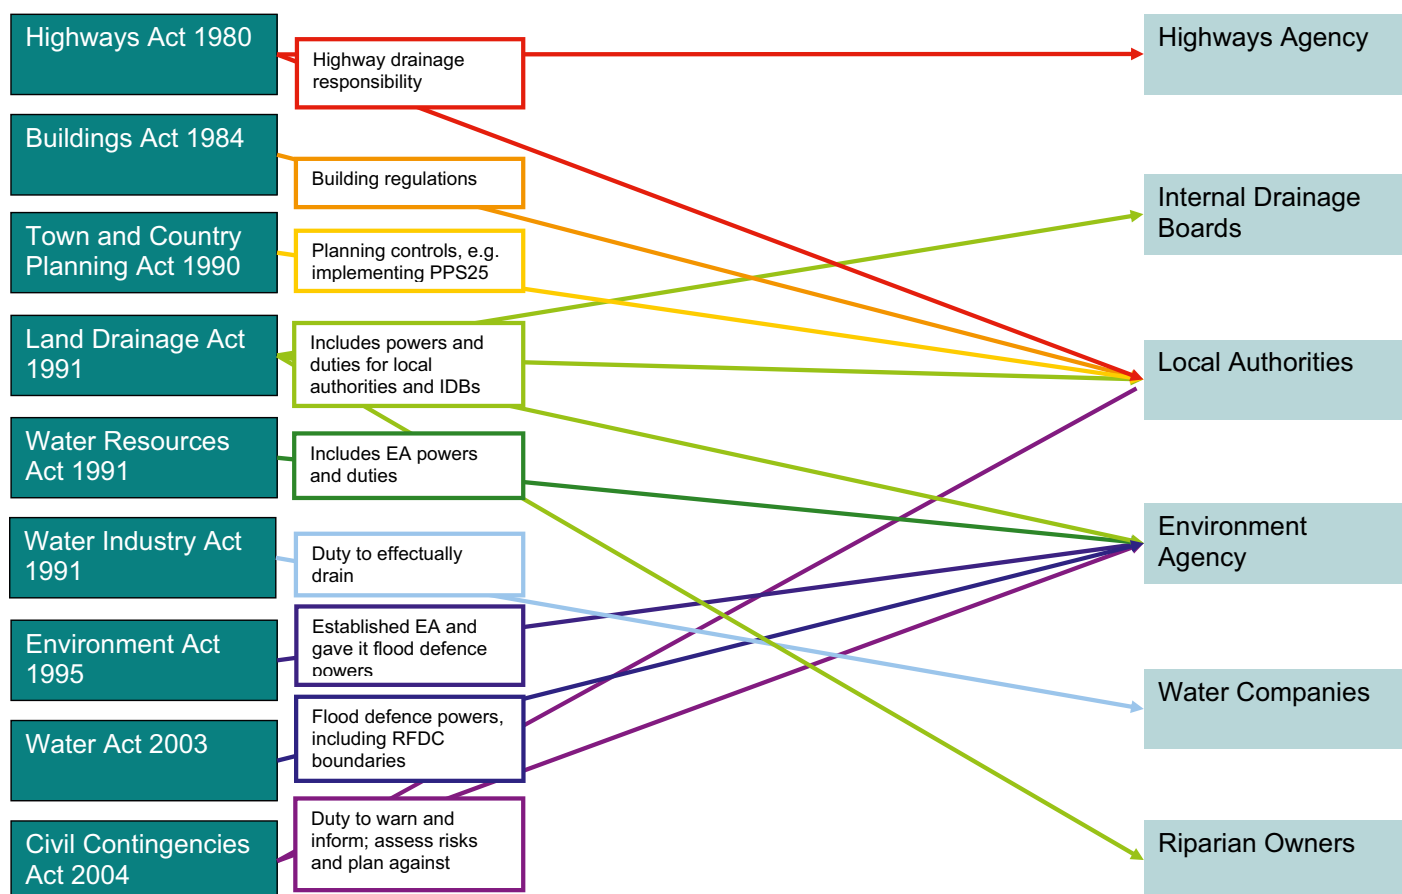 Highways Act 1980
Highway drainage
responsibility
Highways Agency
Buildings Act 1984
Building regulations
Internal Drainage
Boards
Town and Country
Planning Act 1990
Planning controls, e.g.
implementing PPS25
Land Drainage Act
1991
Includes powers and
duties for local
authorities and IDBs
Local Authorities
Water Resources
Act 1991
Includes EA powers
and duties
Environment
Agency
Water Industry Act
1991
Duty to effectually
drain
Environment Act
1995
Established EA and
gave it flood defence
powers
Water Companies
Water Act 2003
Flood defence powers,
including RFDC
boundaries
Civil Contingencies
Act 2004
Duty to warn and
inform; assess risks
and plan against
Riparian Owners